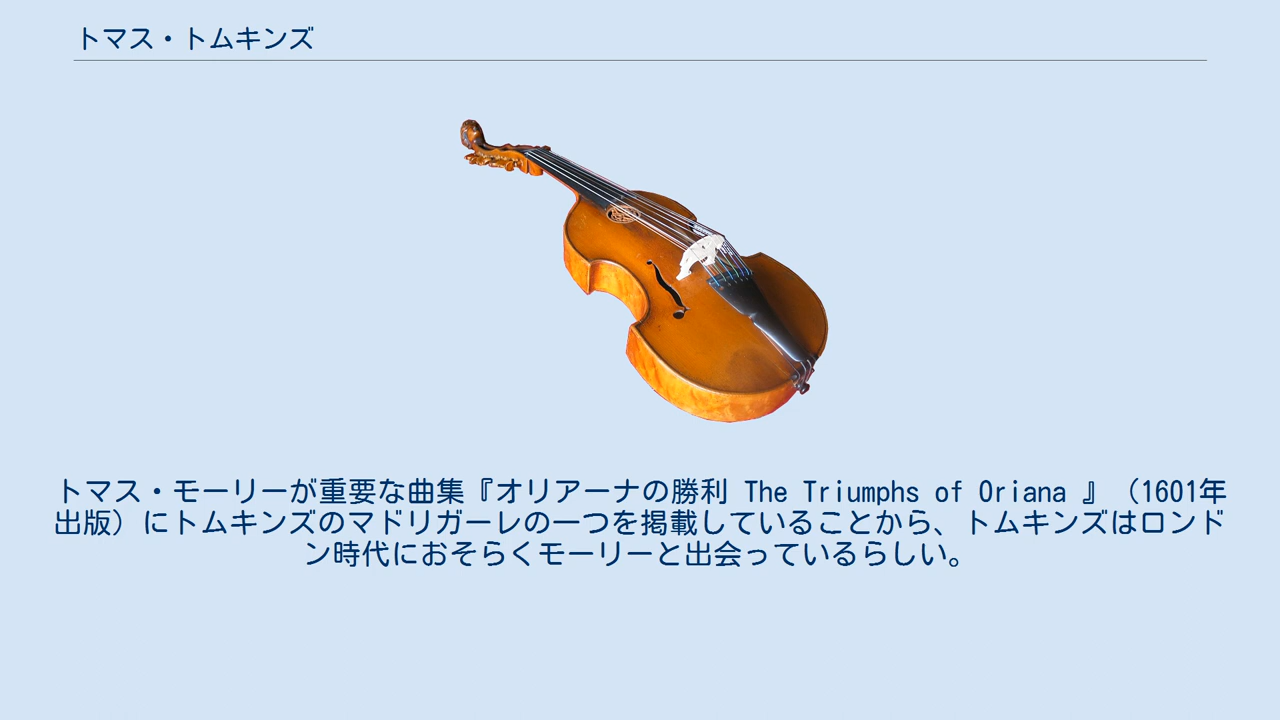 トマス・トムキンズ
トマス・モーリーが重要な曲集『オリアーナの勝利 The Triumphs of Oriana 』（1601年
出版）にトムキンズのマドリガーレの一つを掲載していることから、トムキンズはロンド
ン時代におそらくモーリーと出会っているらしい。